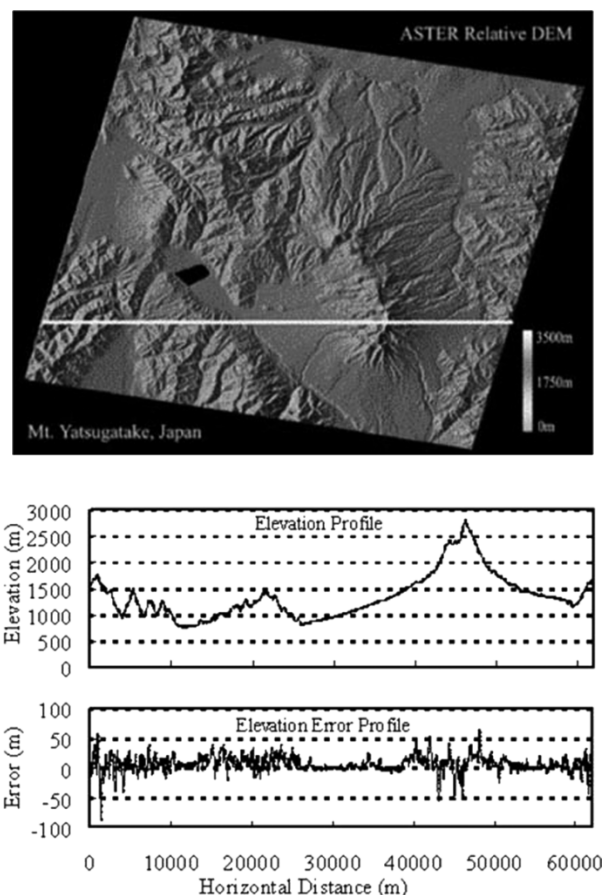 ASTER Relative DEM
3500m
1750m
0m
Mt. Yatsugatake, Japan
3000
2500
2000
1500
1000
500
0
Elevation (m)
Elevation Profile
100
50
0
-50
-100
Error (m)
Elevation Error Profile
0 10000 20000 30000 40000 50000 60000
Horizontal Distance (m)